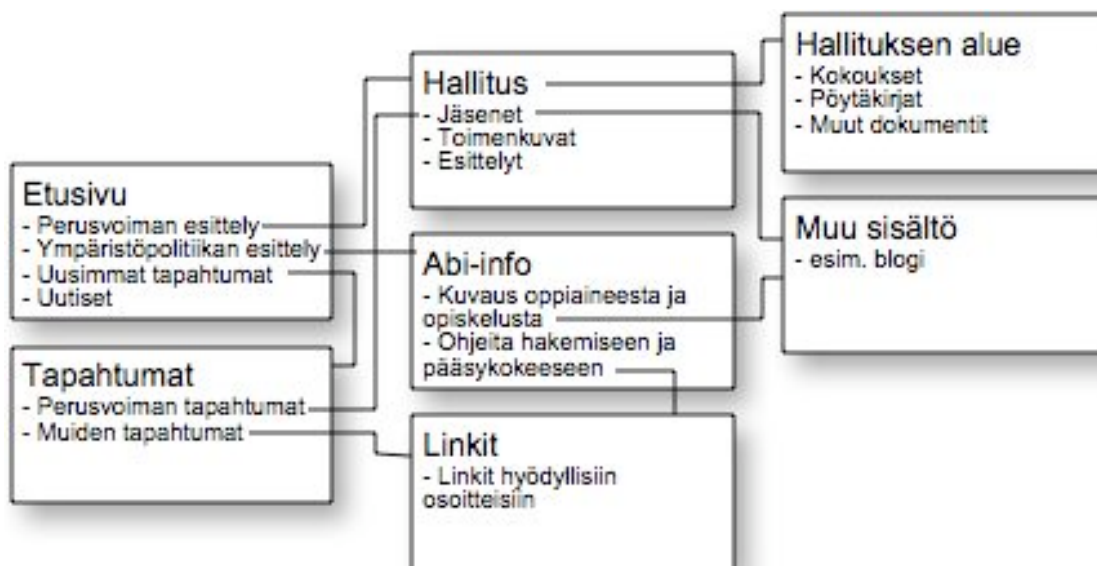 Etusivu
- Perusvoiman esittely
- Ympäristöpolitiikan esittely
- Uusimmat tapahtumat
- Uutiset
Tapahtumat
- Perusvoiman tapahtumat
- Muiden tapahtumat
Hallitus
- Jäsenet
- Toimenkuvat
- Esittelyt
Abi-info
- Kuvaus oppiaineesta ja
opiskelusta
- Ohjeita hakemiseen ja
pääsykokeeseen
Linkit
- Linkit hyödyllisiin
osoitteisiin
Hallituksen alue
- Kokoukset
- Pöytäkirjat
- Muut dokumentit
Muu sisältö
- esim. blogi